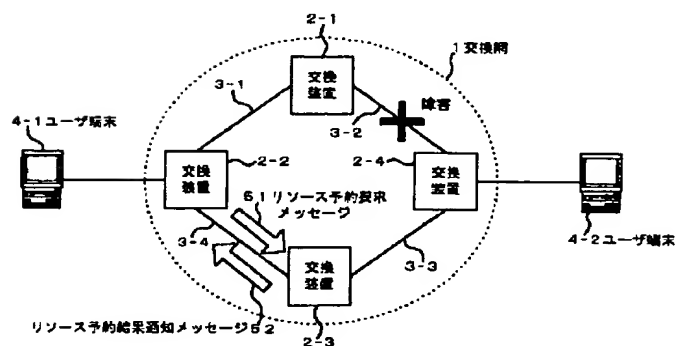 2-1
1交換網
交換
装置
3-1
障害
3-2
4-1ユーザ端末
2-2
2-4
交換
装置
交換
装置
51リソース予約要求
メッセージ
3-4
3-3
4-2ユーザ端末
交換
装置
リソース予約結果通知メッセージ52
2-3